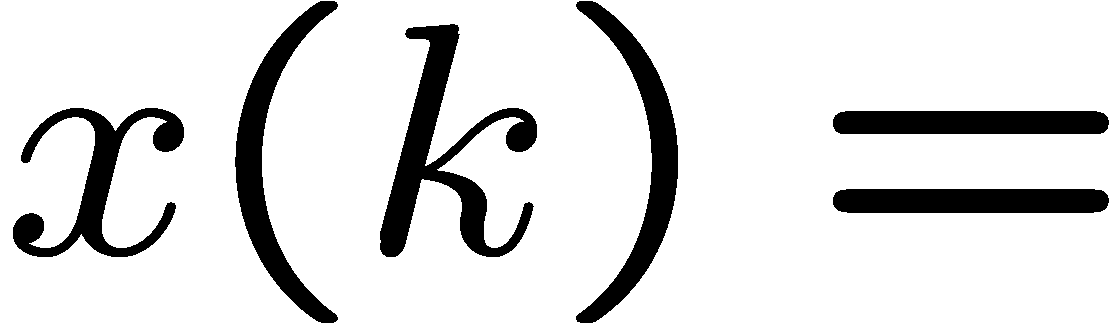 x(k) =